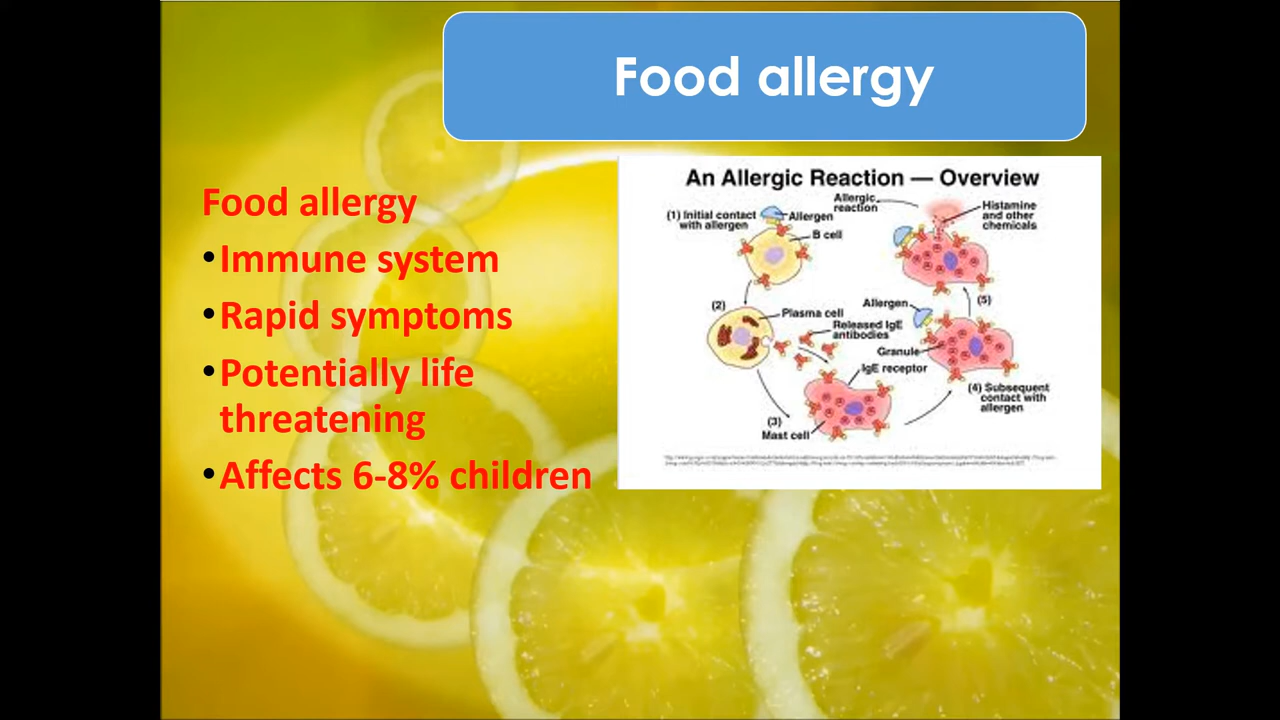 Food allergy
Food allergy
•Immune system
•Rapid symptoms
•Potentially life
threatening
•Affects 6-8% children
An Allergic Reaction — Overview
(1) Initial contact
with allergen
Allergen
B cell
Allergic
reaction
Histamine
and other
chemicals
(2)
Plasma cell
Released IgE
antibodies
Allergen
(5)
Granule
IgE receptor
(3)
Mast cell
(4) Subsequent
contact with
allergen